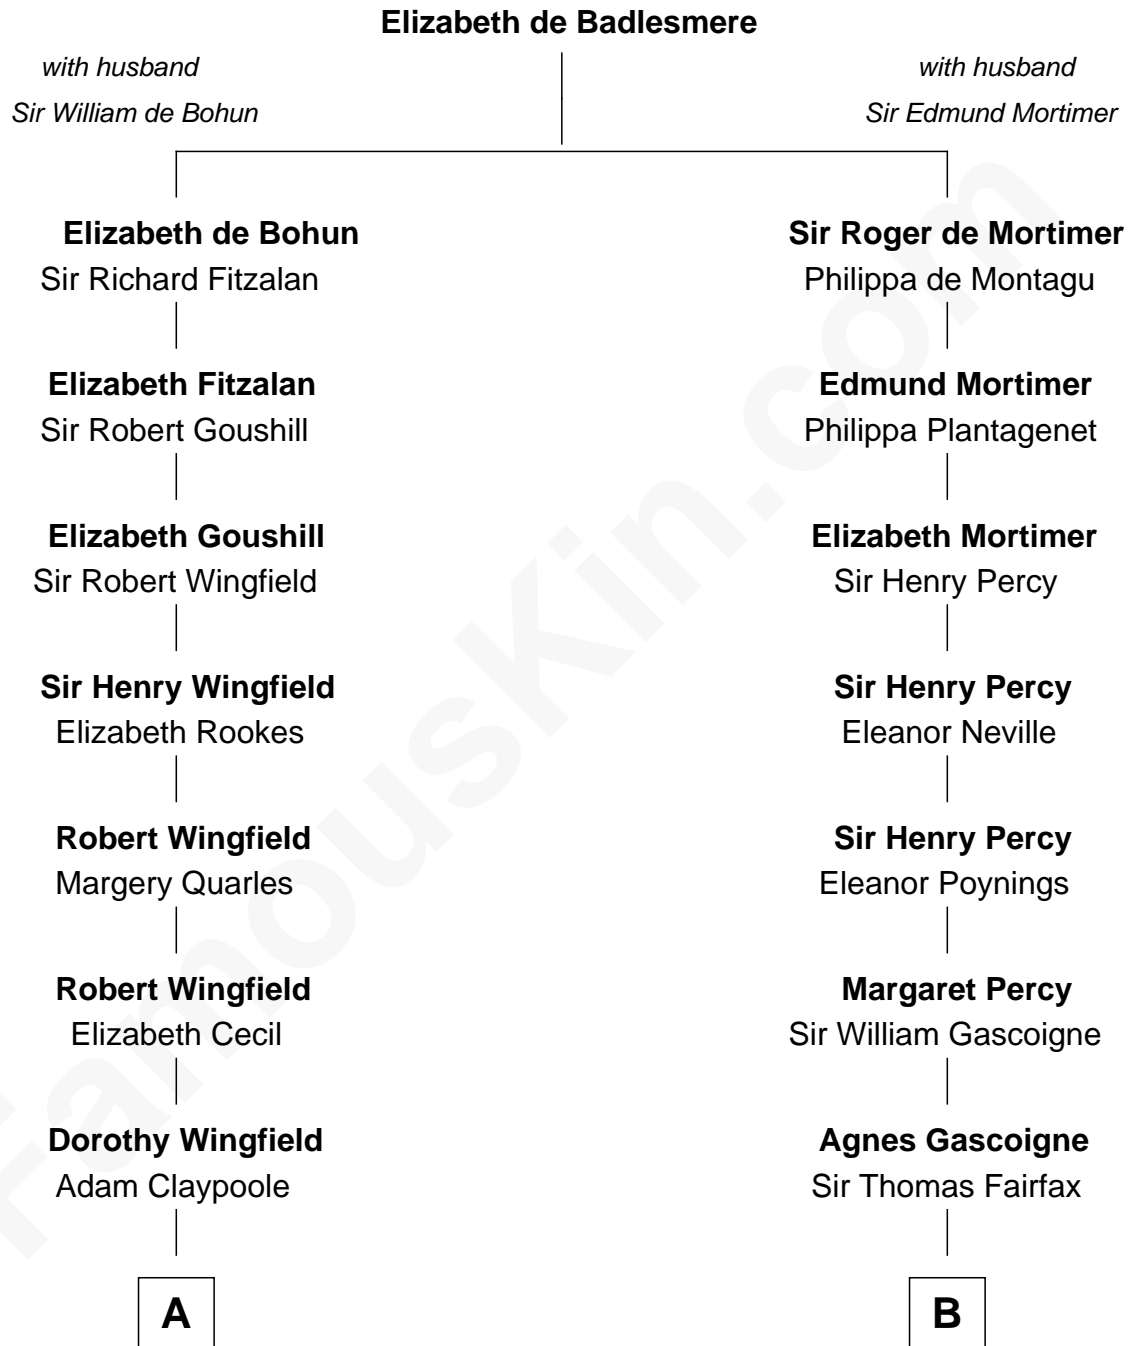 Elizabeth de Badlesmere
with husband
Sir William de Bohun
with husband
Sir Edmund Mortimer
Elizabeth de Bohun
Sir Richard Fitzalan
Sir Roger de Mortimer
Philippa de Montagu
Elizabeth Fitzalan
Sir Robert Goushill
Edmund Mortimer
Philippa Plantagenet
Elizabeth Goushill
Sir Robert Wingfield
Elizabeth Mortimer
Sir Henry Percy
Sir Henry Wingfield
Elizabeth Rookes
Sir Henry Percy
Eleanor Neville
Robert Wingfield
Margery Quarles
Sir Henry Percy
Eleanor Poynings
Robert Wingfield
Elizabeth Cecil
Margaret Percy
Sir William Gascoigne
Dorothy Wingfield
Adam Claypoole
Agnes Gascoigne
Sir Thomas Fairfax
A
B
FamousKin.com